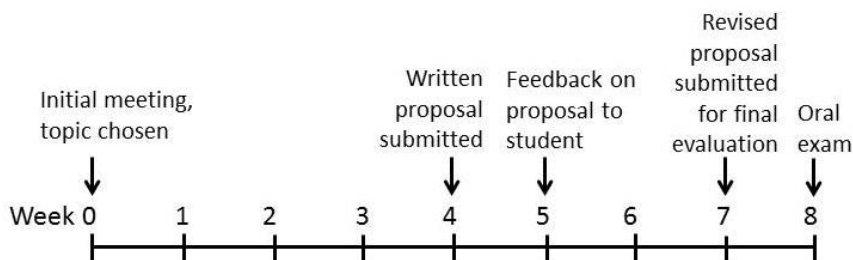 Initial meeting,
topic chosen
Written
proposal
submitted
Feedback on
proposal to
student
Revised
proposal
submitted
for final
evaluation
Oral
exam
Week 0 1 2 3 4 5 6 7 8